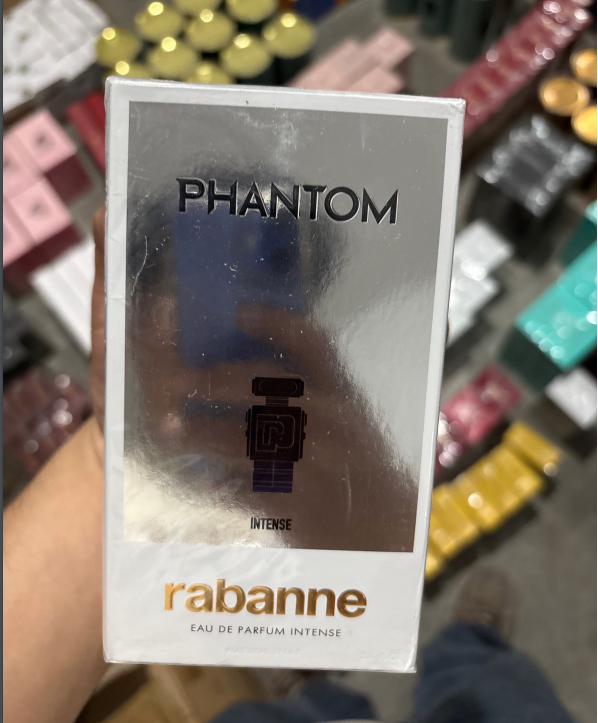 PHANTOM
INTENSE
rabanne
EAU DE PARFUM INTENSE